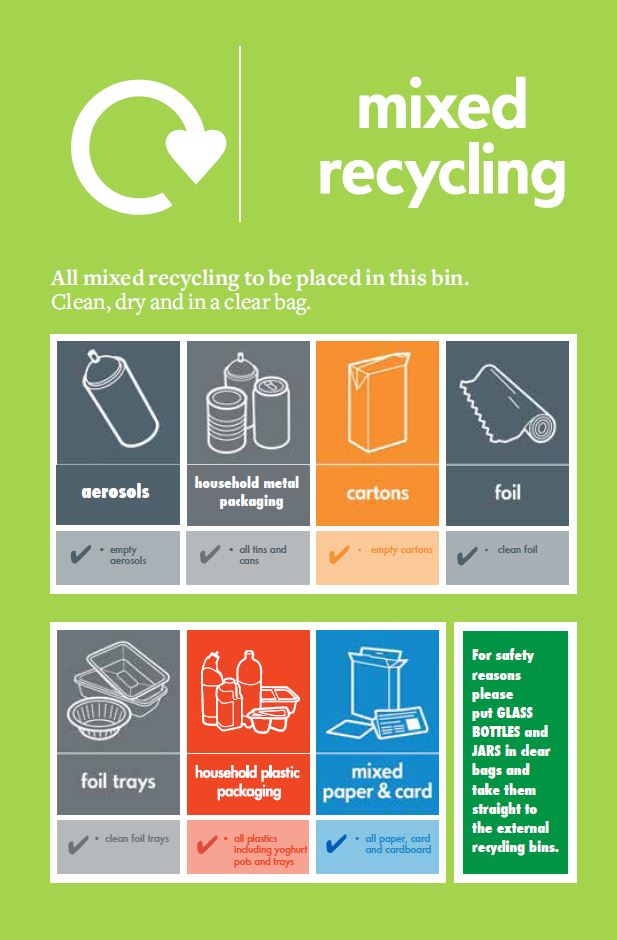 mixed
recycling
All mixed recycling to be placed in this bin.
Clean, dry and in a clear bag.
aerosols
• empty
aerosols
household metal
packaging
• all tins and
cans
cartons
• empty cartons
foil
• clean foil
foil trays
• clean foil trays
household plastic
packaging
• all plastics
including yoghurt
pots and trays
mixed
paper & card
• all paper, card
and cardboard
For safety
reasons
please
put GLASS
BOTTLES and
JARS in clear
bags and
take them
straight to
the external
recycling bins.